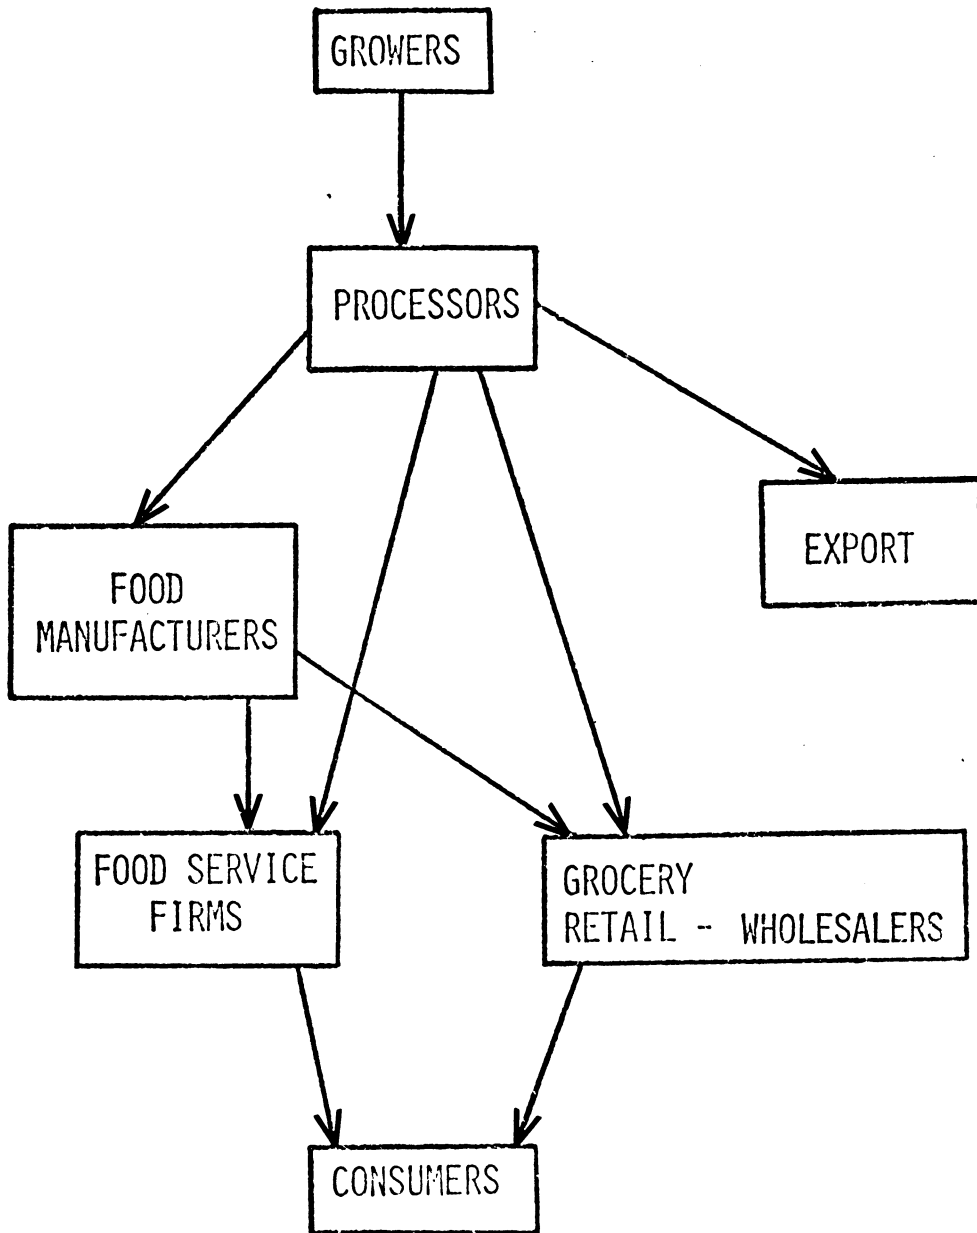 GROWERS
PROCESSORS
EXPORT
FOOD
MANUFACTURERS
FOOD SERVICE
FIRMS
GROCERY
RETAIL - WHOLESALERS
CONSUMERS